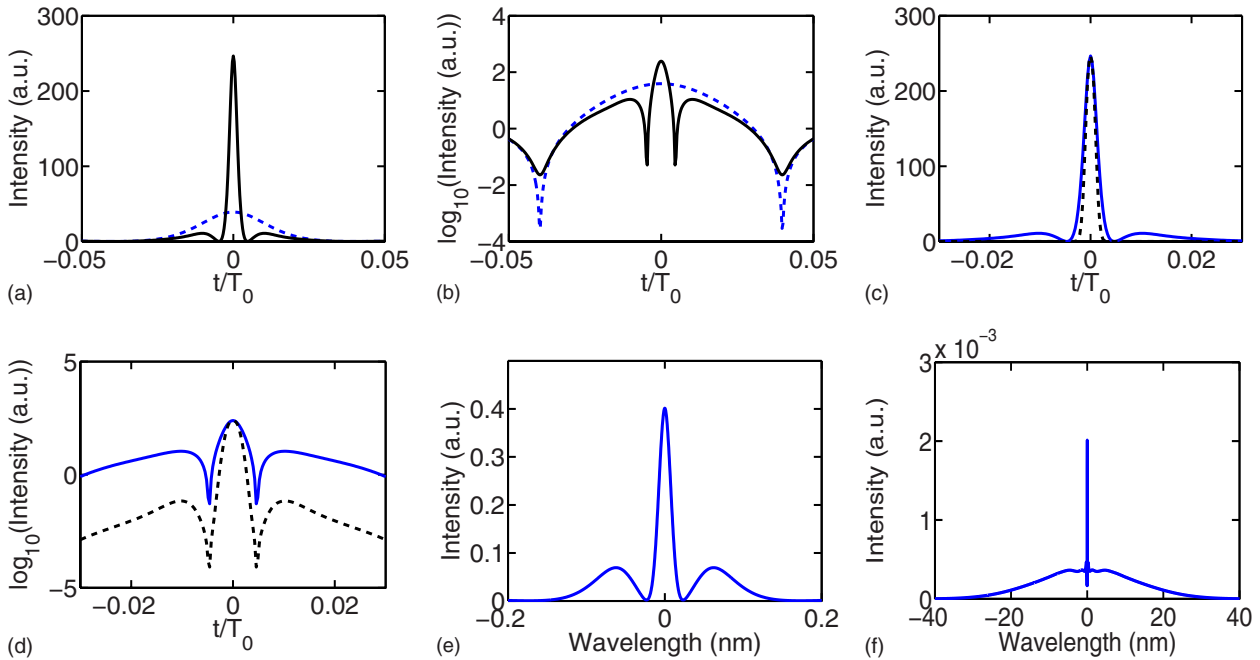 300
200
100
0
Intensity (a.u.)
−0.05
0
0.05
t/T0
(a)
4
2
0
−2
−4
log10(Intensity (a.u.))
−0.05
0
0.05
t/T0
(b)
300
200
100
0
Intensity (a.u.)
−0.02
0
0.02
t/T0
(c)
5
0
−5
log10(Intensity (a.u.))
−0.02
0
0.02
t/T0
(d)
0.4
0.3
0.2
0.1
0
Intensity (a.u.)
−0.2
0
0.2
Wavelength (nm)
(e)
3 x 10−3
2
1
0
Intensity (a.u.)
−40
−20
0
20
40
Wavelength (nm)
(f)